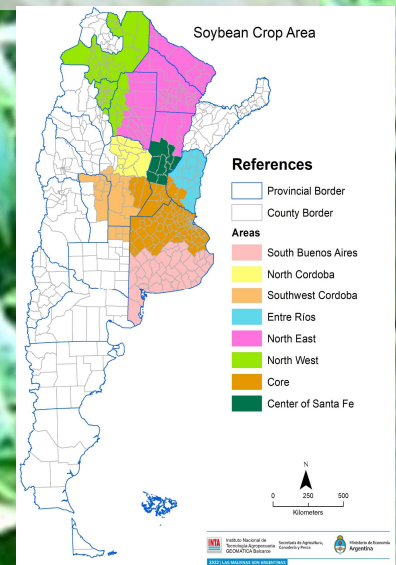 Soybean Crop Area
References
Provincial Border
County Border
Areas
South Buenos Aires
North Cordoba
Southwest Cordoba
Entre Ríos
North East
North West
Core
Center of Santa Fe
N
0 250 500
Kilometers
INTA
Instituto Nacional de
Tecnología Agropecuaria
GEOMÁTICA Balcarce
Secretaría de Agricultura,
Ganadería y Pesca
Ministerio de Economía
Argentina
2022 | LAS MALVINAS SON ARGENTINAS